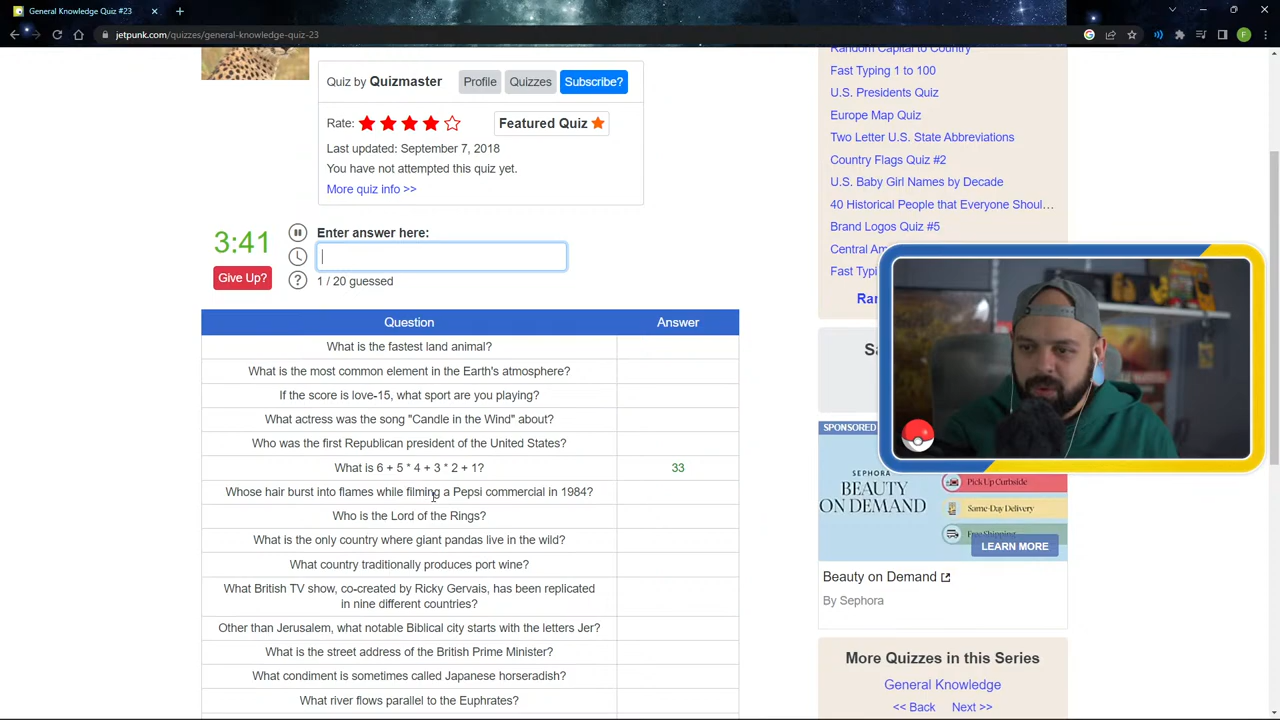 General Knowledge Quiz #23
jetpunk.com/quizzes/general-knowledge-quiz-23
F
Quiz by Quizmaster
Profile
Quizzes
Subscribe?
Rate:
Featured Quiz
Last updated: September 7, 2018
You have not attempted this quiz yet.
More quiz info >>
3:41
Give Up?
Enter answer here:
1 / 20 guessed
Question Answer
What is the fastest land animal?
What is the most common element in the Earth's atmosphere?
If the score is love-15, what sport are you playing?
What actress was the song "Candle in the Wind" about?
Who was the first Republican president of the United States?
What is 6 + 5 * 4 + 3 * 2 + 1? 33
Whose hair burst into flames while filming a Pepsi commercial in 1984?
Who is the Lord of the Rings?
What is the only country where giant pandas live in the wild?
What country traditionally produces port wine?
What British TV show, co-created by Ricky Gervais, has been replicated
in nine different countries?
Other than Jerusalem, what notable Biblical city starts with the letters Jer?
What is the street address of the British Prime Minister?
What condiment is sometimes called Japanese horseradish?
What river flows parallel to the Euphrates?
Random Capital to Country
Fast Typing 1 to 100
U.S. Presidents Quiz
Europe Map Quiz
Two Letter U.S. State Abbreviations
Country Flags Quiz #2
U.S. Baby Girl Names by Decade
40 Historical People that Everyone Shoul…
Brand Logos Quiz #5
Central
Fast
SPONSORED
SEPHORA
BEAUTY
ON DEMAND
Pick Up Curbside
Same-Day Delivery
Free Shipping
LEARN MORE
Beauty on Demand
By Sephora
More Quizzes in this Series
General Knowledge
<< Back Next >>